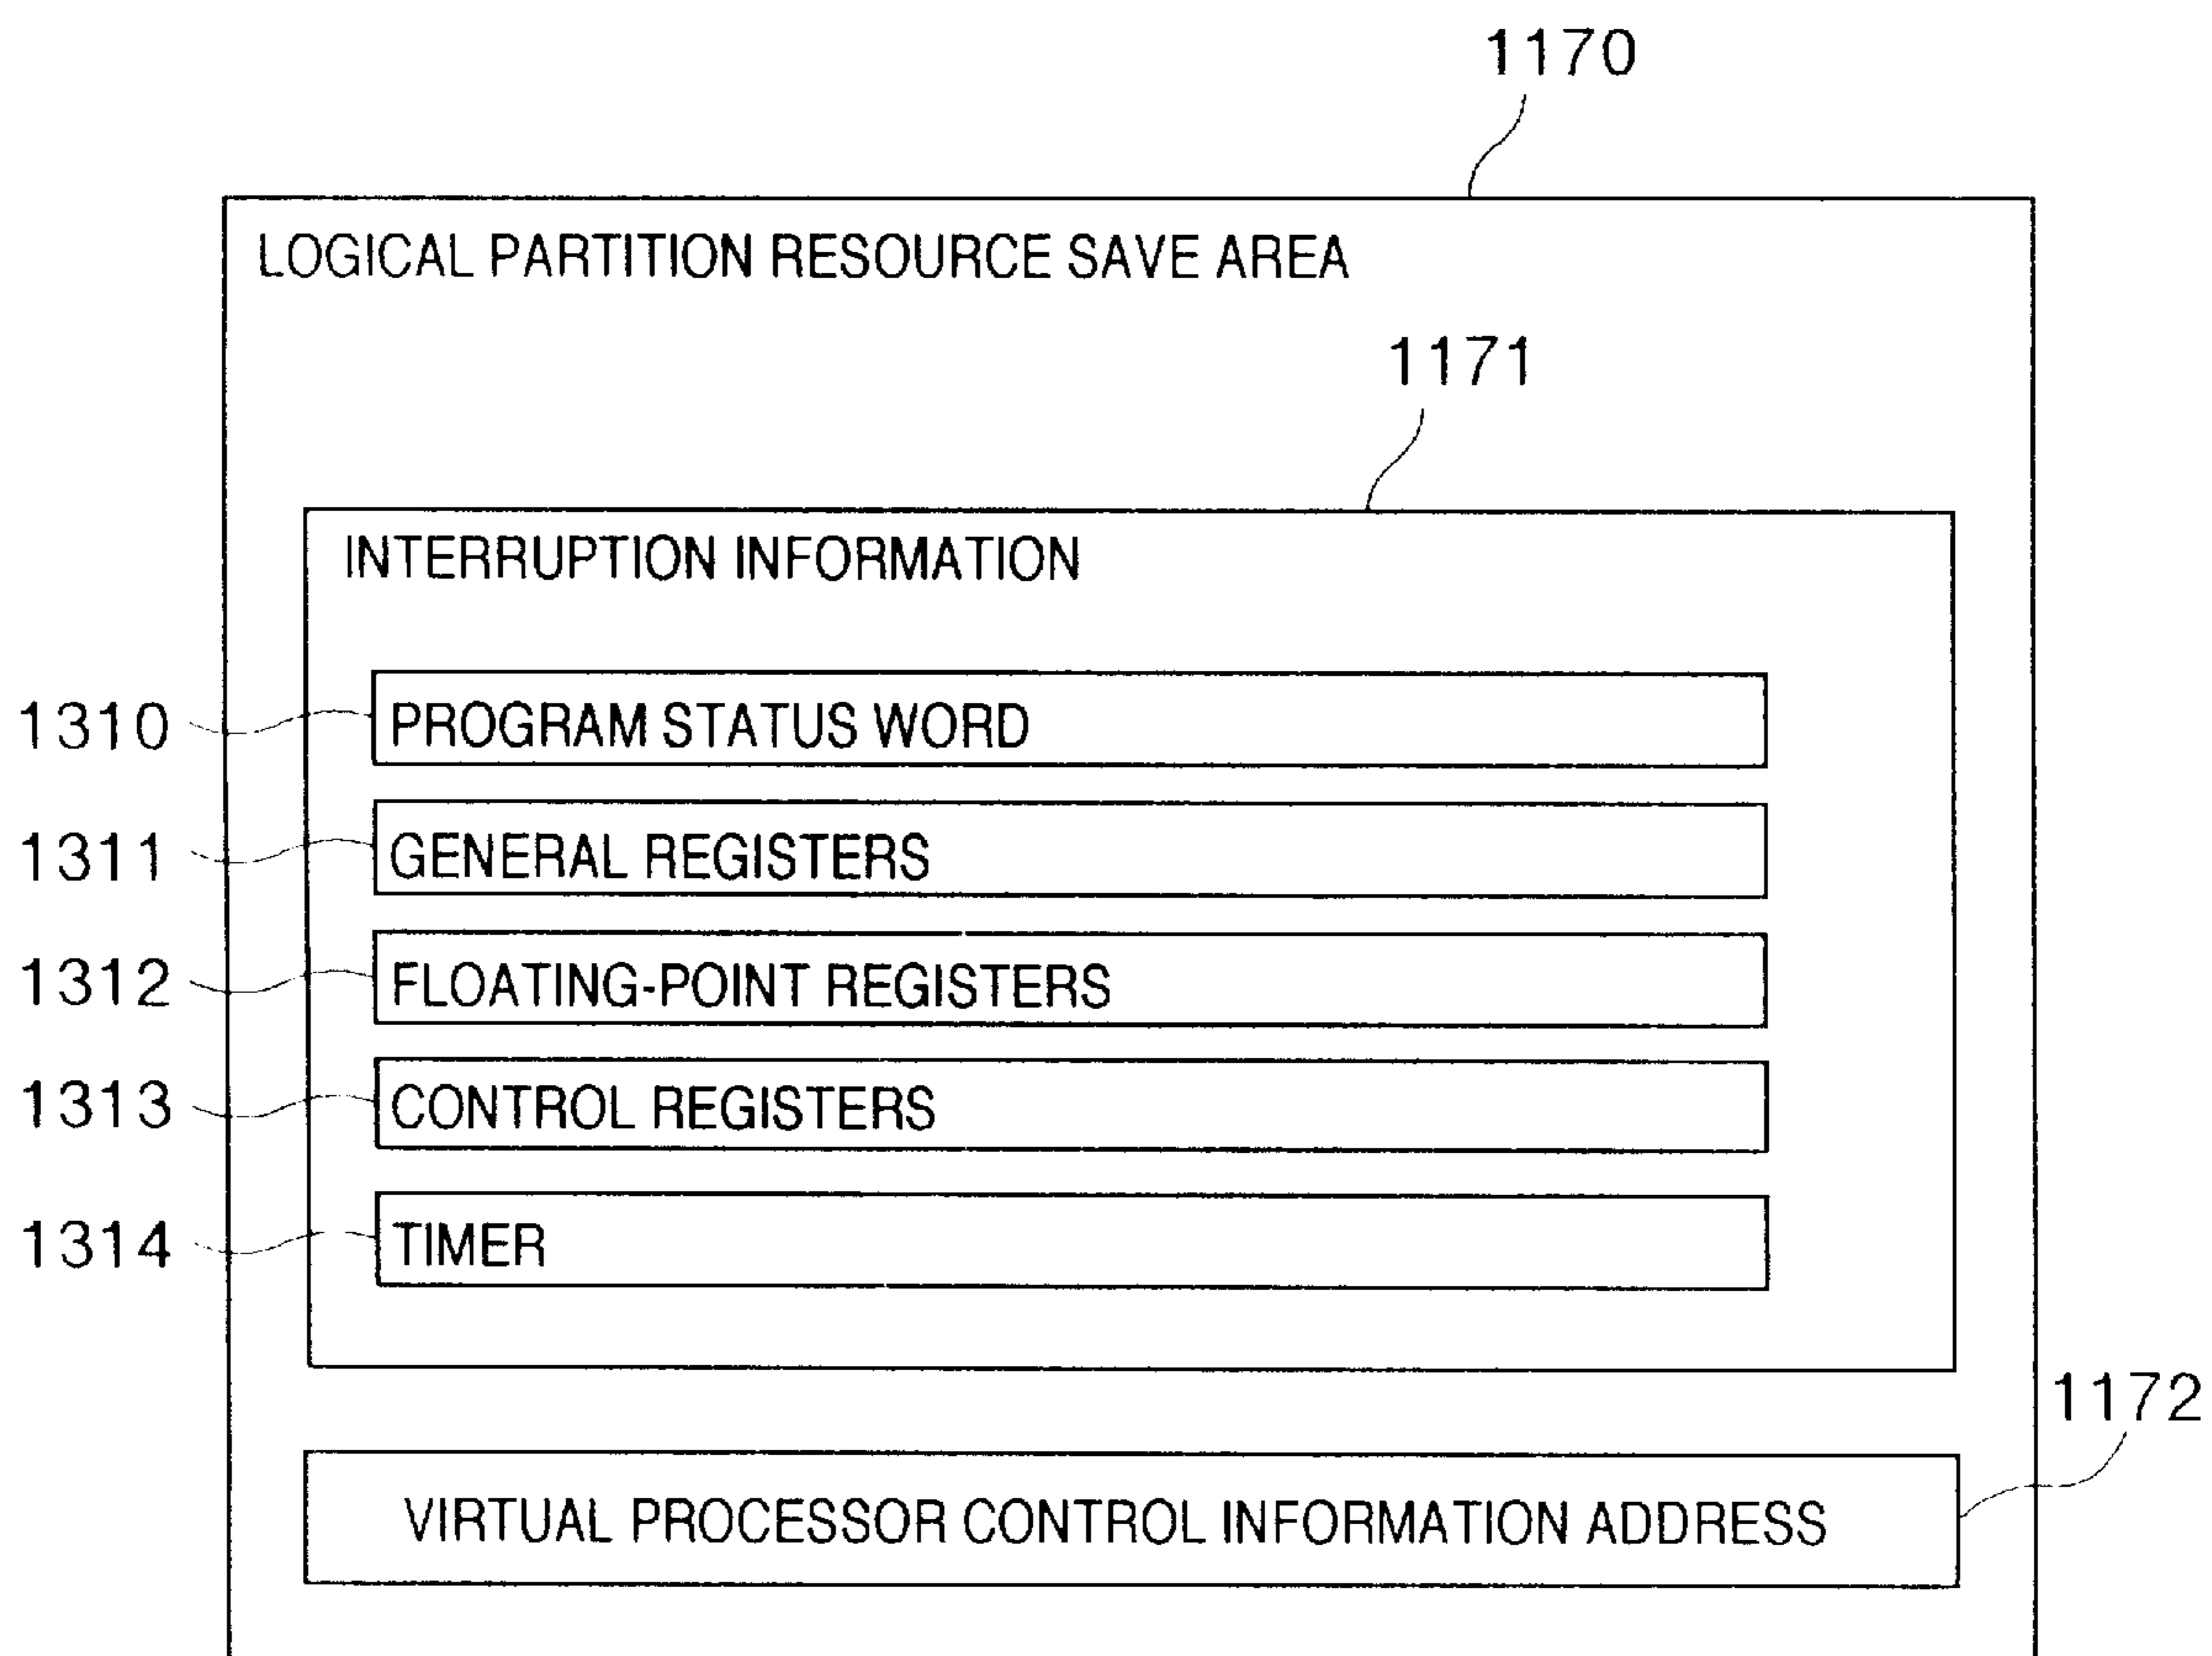 1170
LOGICAL PARTITION RESOURCE SAVE AREA
1171
INTERRUPTION INFORMATION
1310 PROGRAM STATUS WORD
1311 GENERAL REGISTERS
1312 FLOATING-POINT REGISTERS
1313 CONTROL REGISTERS
1314 TIMER
1172
VIRTUAL PROCESSOR CONTROL INFORMATION ADDRESS